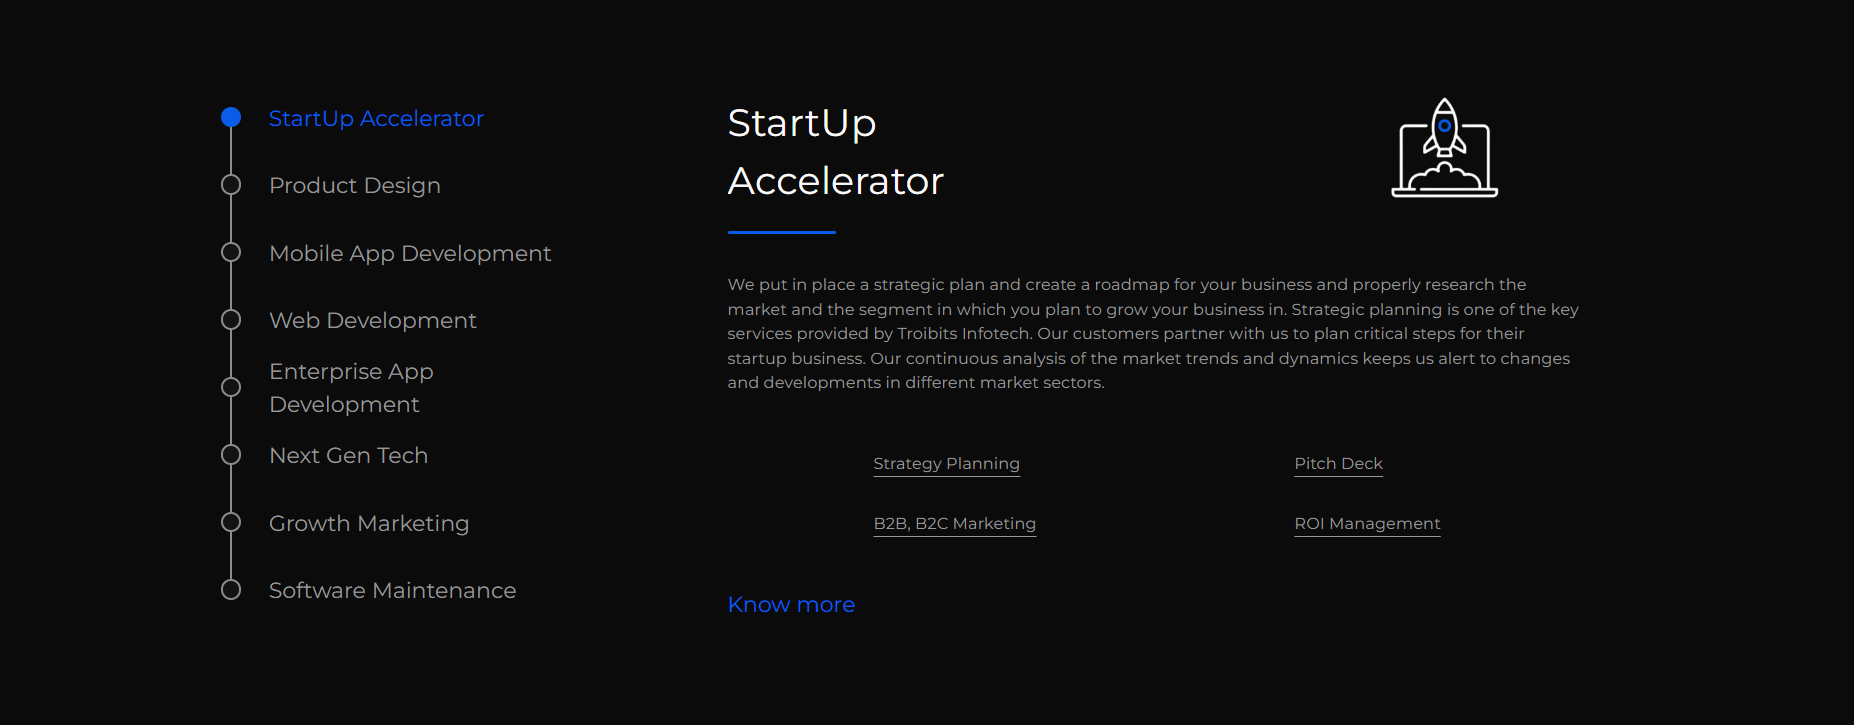 StartUp Accelerator
Product Design
Mobile App Development
Web Development
Enterprise App
Development
Next Gen Tech
Growth Marketing
Software Maintenance
StartUp
Accelerator
We put in place a strategic plan and create a roadmap for your business and properly research the
market and the segment in which you plan to grow your business in. Strategic planning is one of the key
services provided by Troibits Infotech. Our customers partner with us to plan critical steps for their
startup business. Our continuous analysis of the market trends and dynamics keeps us alert to changes
and developments in different market sectors.
Strategy Planning
Pitch Deck
B2B, B2C Marketing
ROI Management
Know more